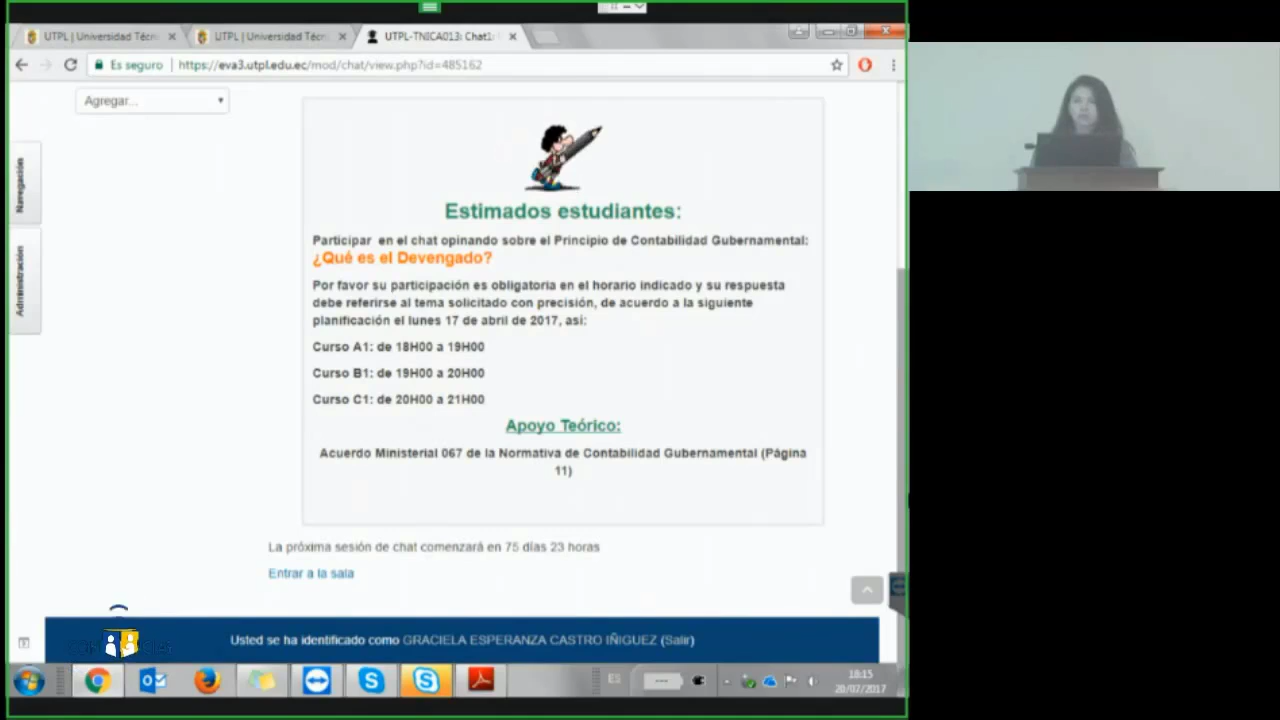 UTPL | Universidad Técni
UTPL | Universidad Técni
UTPL-TNICA013: Chat1:
Es seguro
https://eva3.utpl.edu.ec/mod/chat/view.php?id=485162
Agregar...
Navegación
Administración
Estimados estudiantes:
Participar en el chat opinando sobre el Principio de Contabilidad Gubernamental:
¿Qué es el Devengado?
Por favor su participación es obligatoria en el horario indicado y su respuesta
debe referirse al tema solicitado con precisión, de acuerdo a la siguiente
planificación el lunes 17 de abril de 2017, así:
Curso A1: de 18H00 a 19H00
Curso B1: de 19H00 a 20H00
Curso C1: de 20H00 a 21H00
Apoyo Teórico:
Acuerdo Ministerial 067 de la Normativa de Contabilidad Gubernamental (Página
11)
La próxima sesión de chat comenzará en 75 días 23 horas
Entrar a la sala
Usted se ha identificado como GRACIELA ESPERANZA CASTRO IÑIGUEZ (Salir)
ES
18:15
20/07/2017